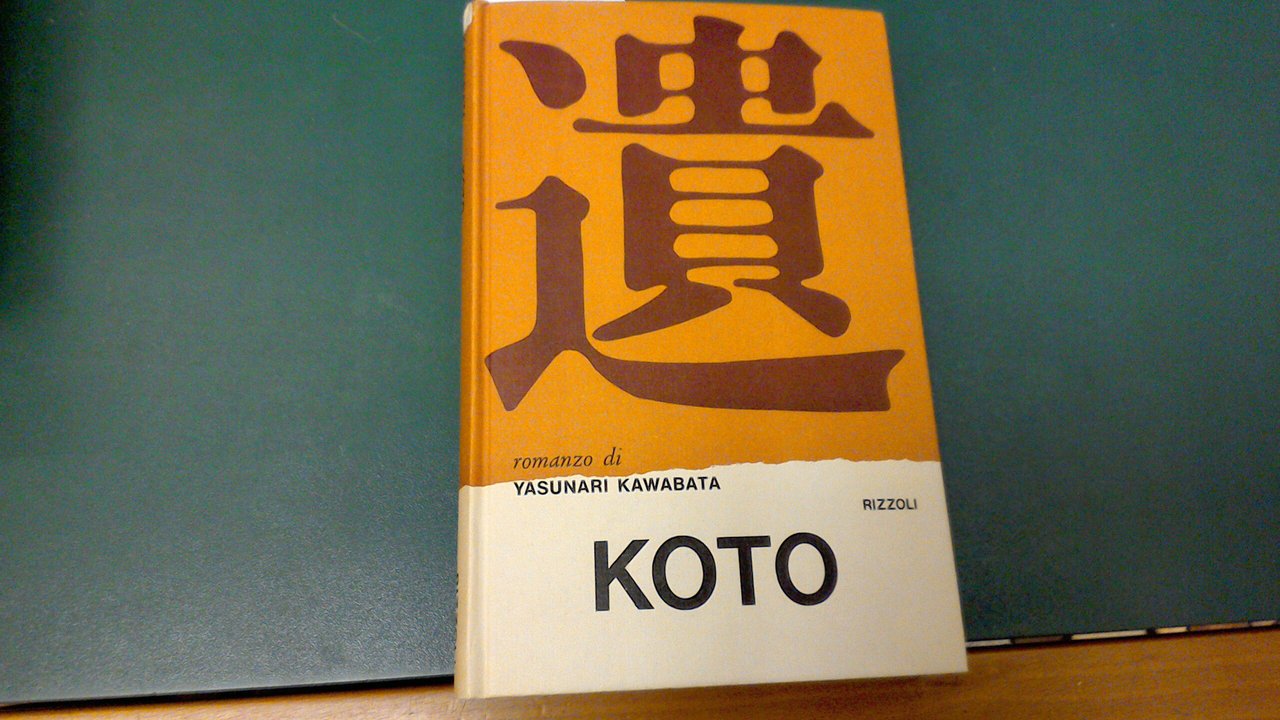 遺
romanzo di
YASUNARI KAWABATA
RIZZOLI
KOTO